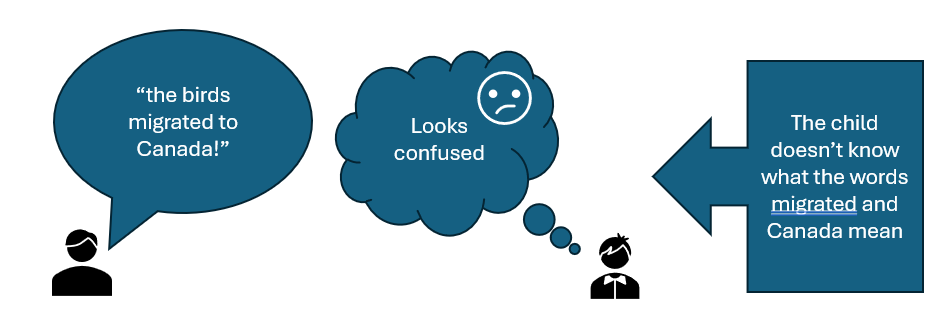 “the birds
migrated to
Canada!”
Looks
confused
The child
doesn’t know
what the words
migrated and
Canada mean